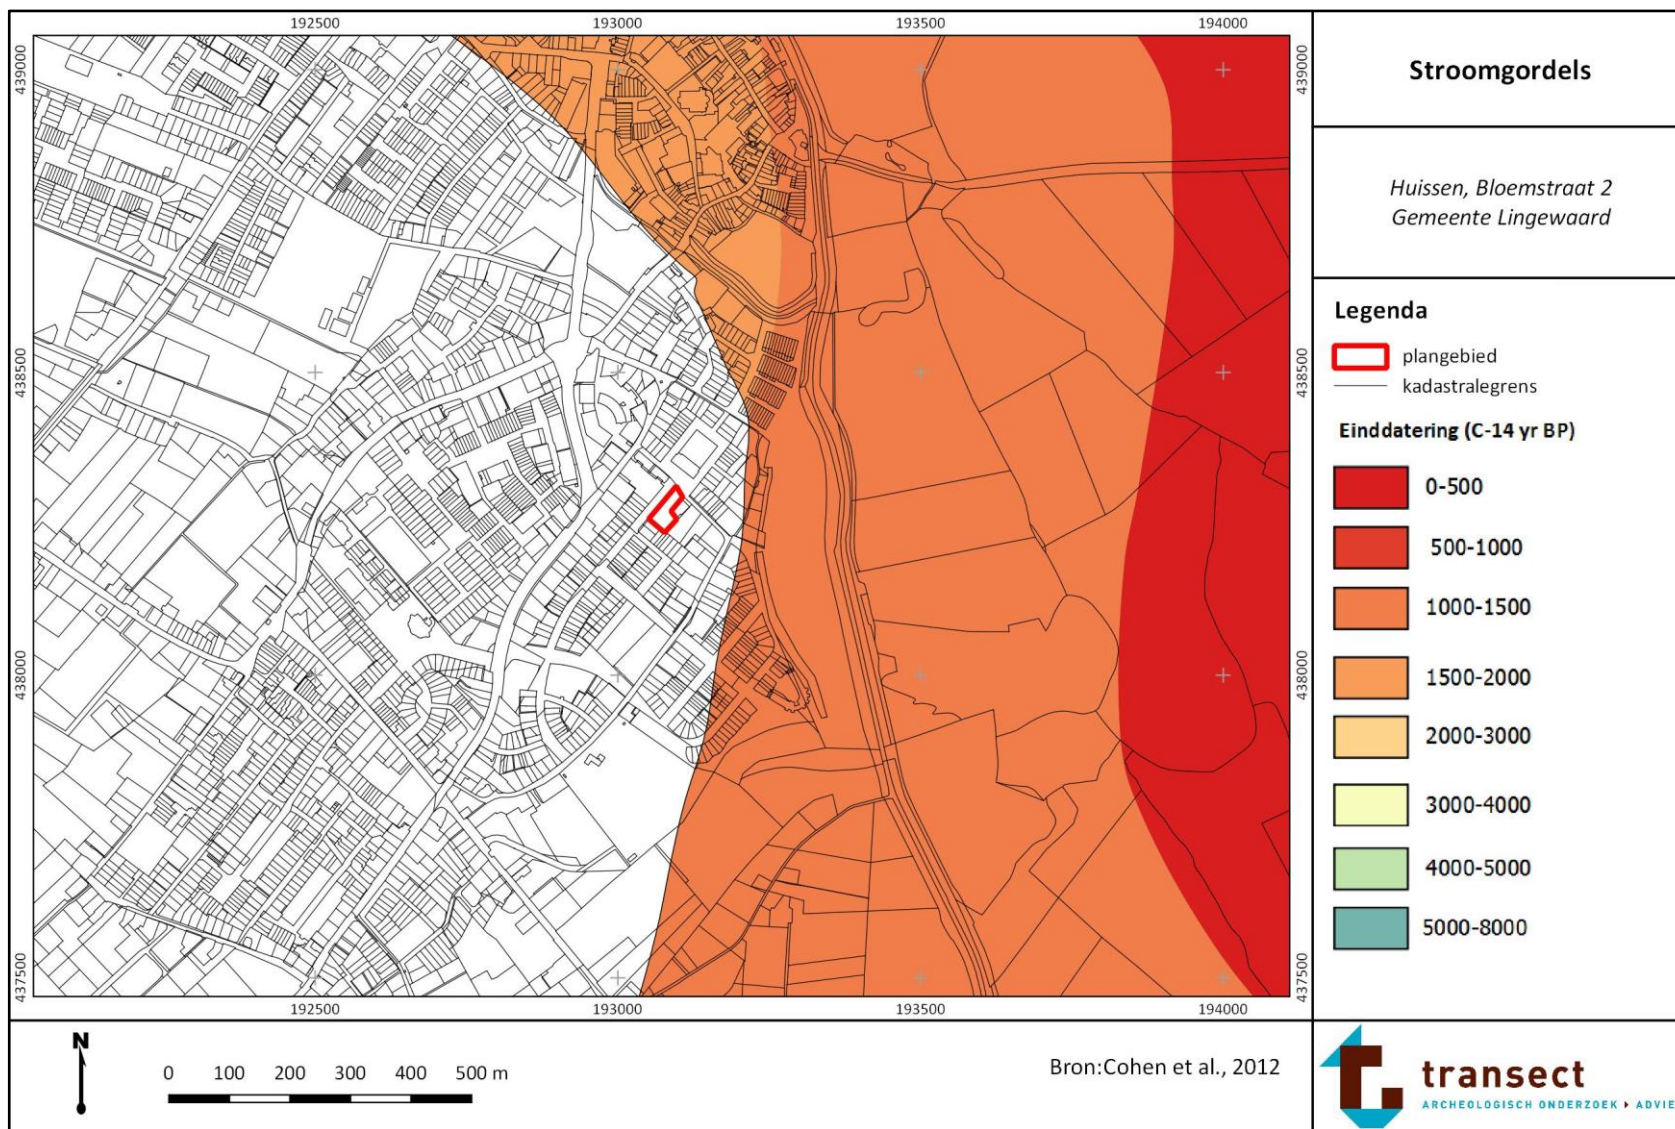 192500 193000 193500 194000
439000
438500
438000
437500
439000
438500
438000
437500
192500 193000 193500 194000
Stroomgordels
Huissen, Bloemstraat 2
Gemeente Lingewaard
Legenda
plangebied
kadastralegrens
Einddatering (C-14 yr BP)
0-500
500-1000
1000-1500
1500-2000
2000-3000
3000-4000
4000-5000
5000-8000
N
0 100 200 300 400 500 m
Bron:Cohen et al., 2012
transect
ARCHEOLOGISCH ONDERZOEK ▸ ADVIE